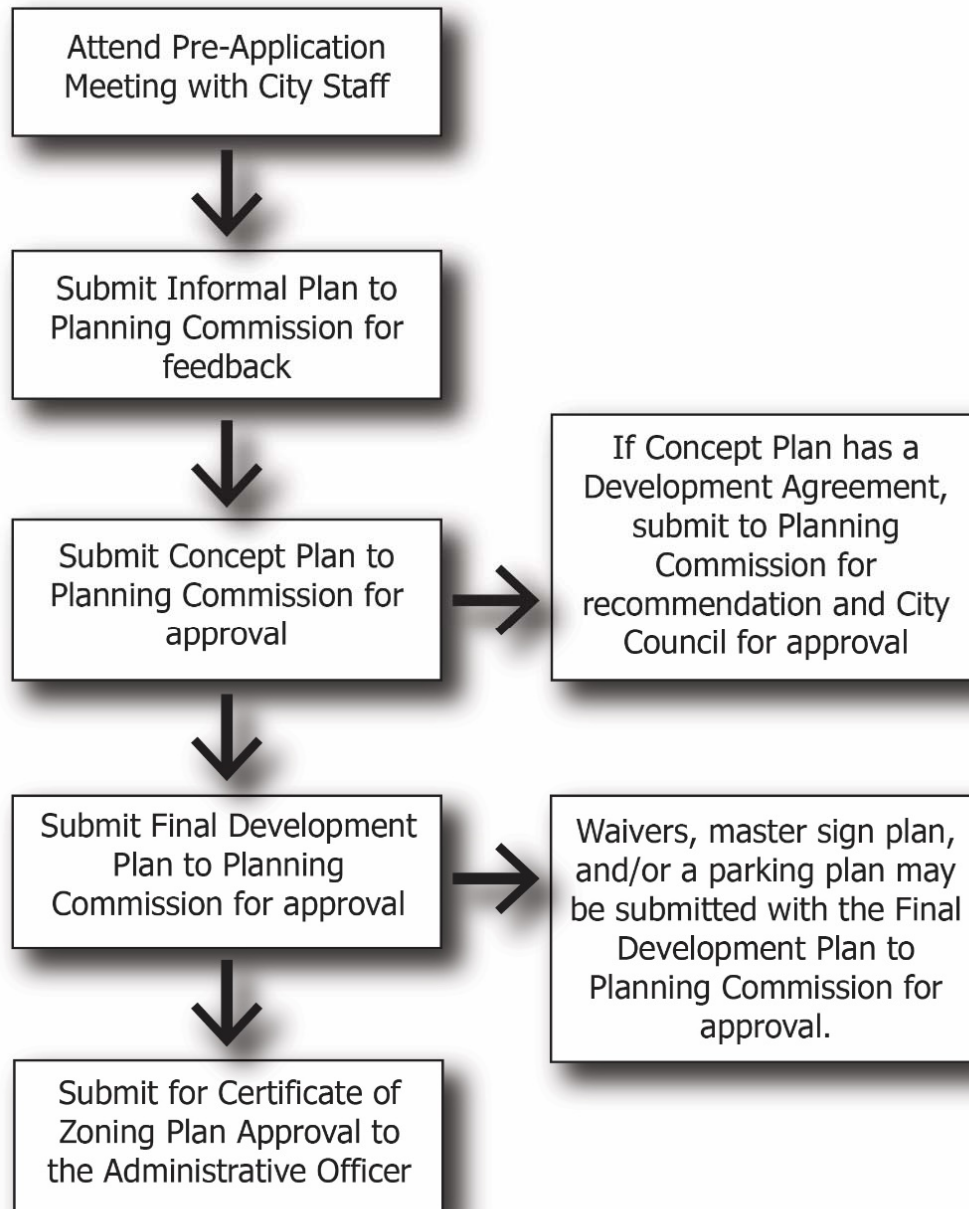 Attend Pre-Application
Meeting with City Staff
Submit Informal Plan to
Planning Commission for
feedback
Submit Concept Plan to
Planning Commission for
approval
If Concept Plan has a
Development Agreement,
submit to Planning
Commission for
recommendation and City
Council for approval
Submit Final Development
Plan to Planning
Commission for approval
Waivers, master sign plan,
and/or a parking plan may
be submitted with the Final
Development Plan to
Planning Commission for
approval.
Submit for Certificate of
Zoning Plan Approval to
the Administrative Officer